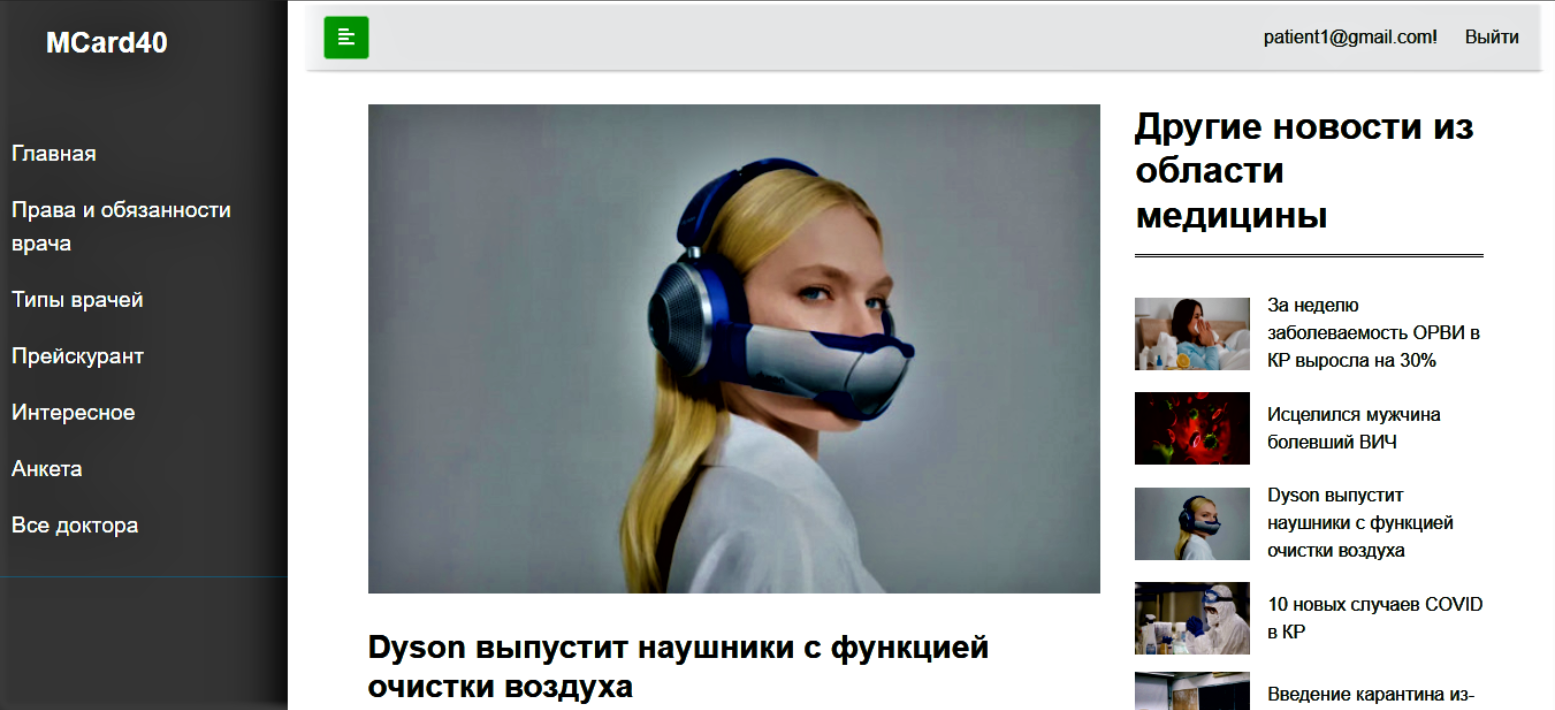 MCard40
Главная
Права и обязанности
врача
Типы врачей
Прейскурант
Интересное
Анкета
Все доктора
patient1@gmail.com!
Выйти
Dyson выпустит наушники с функцией
очистки воздуха
Другие новости из
области
медицины
За неделю
заболеваемость ОРВИ в
КР выросла на 30%
Исцелился мужчина
болевший ВИЧ
Dyson выпустит
наушники с функцией
очистки воздуха
10 новых случаев COVID
в КР
Введение карантина из-